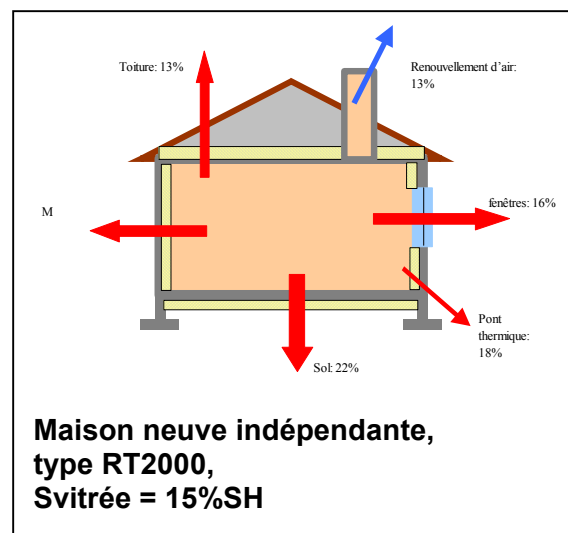 Toiture: 13%
Renouvellement d'air:
13%
M
fenêtres: 16%
Pont
thermique:
18%
Sol: 22%
Maison neuve indépendante,
type RT2000,
Svitrée = 15%SH